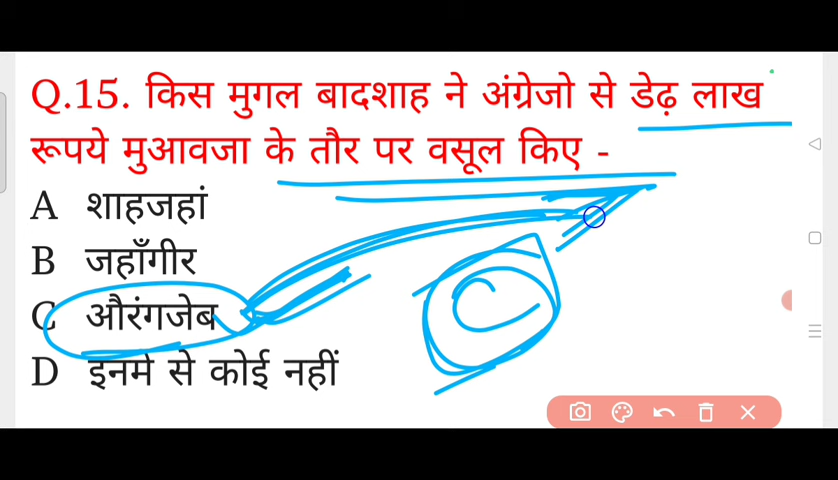 Q.15. किस मुगल बादशाह ने अंग्रेजो से डेढ़ लाख
रूपये मुआवजा के तौर पर वसूल किए -
A शाहजहां
B जहाँगीर
C औरंगजेब
D इनमे से कोई नहीं